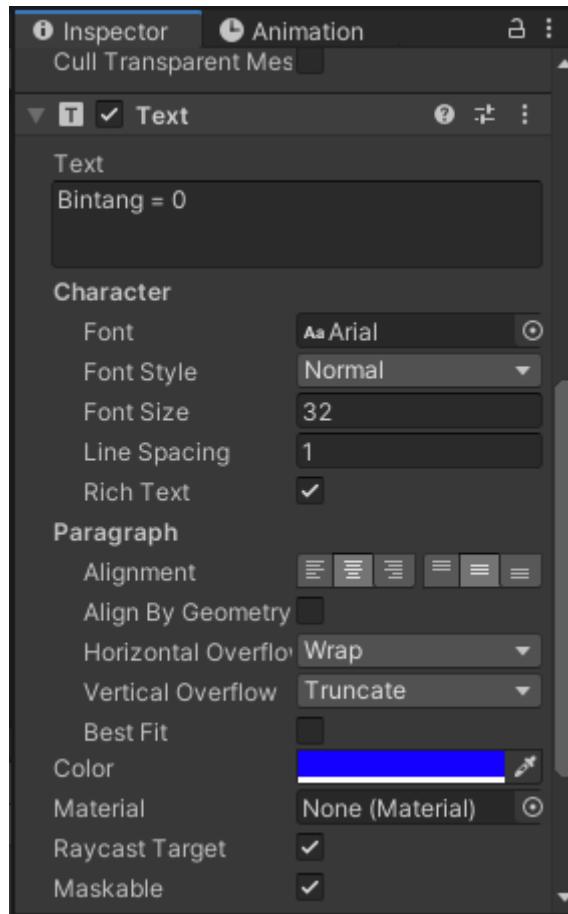 Inspector Animation
Cull Transparent Mes
Text
Text
Bintang = 0
Character
Font Aa Arial
Font Style Normal
Font Size 32
Line Spacing 1
Rich Text
Paragraph
Alignment
Align By Geometry
Horizontal Overflo Wrap
Vertical Overflow Truncate
Best Fit
Color
Material None (Material)
Raycast Target
Maskable